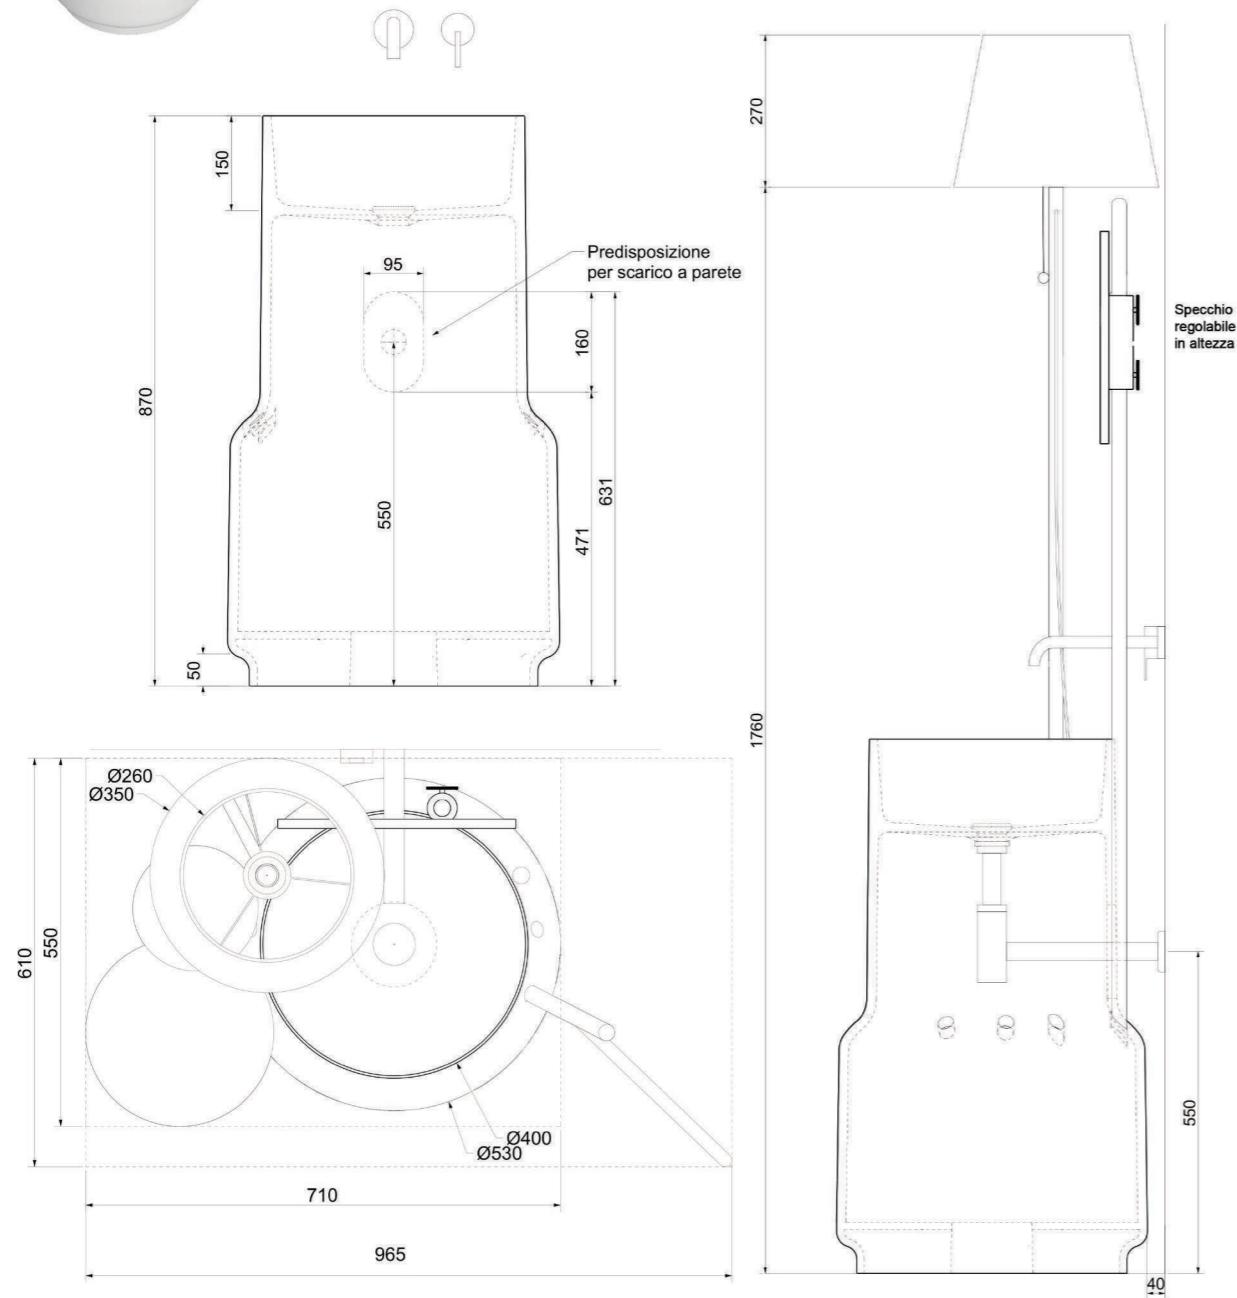 150
95
Predisposizione
per scarico a parete
160
870
631
550
471
50
270
Specchio
regolabile
in altezza
1760
550
40
Ø260
Ø350
550
610
Ø400
Ø530
710
965